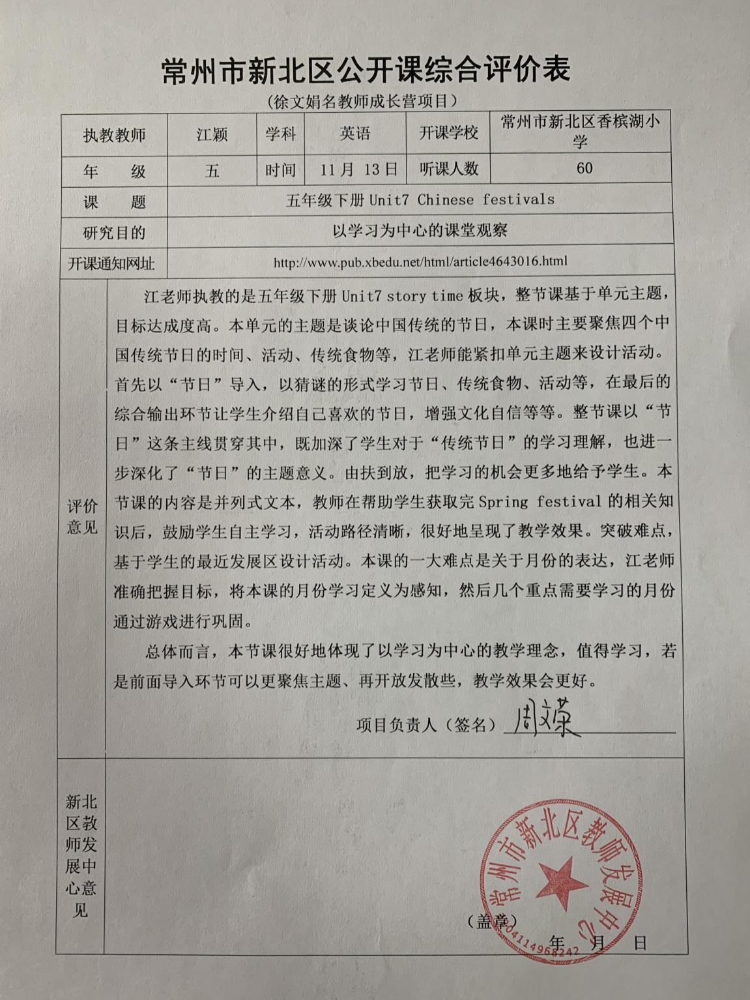 常州市新北区公开课综合评价表
（徐文娟名教师成长营项目）
执教教师 江颖 学科 英语 开课学校 常州市新北区香槟湖小
学
年 级 五 时间 11月 13日 听课人数 60
课 题 五年级下册 Unit7 Chinese festivals
研究目的 以学习为中心的课堂观察
开课通知网址 http://www.pub.xbedu.net/html/article4643016.html
评价
意见
江老师执教的是五年级下册 Unit7 story time 板块，整节课基于单元主题，
目标达成度高。本单元的主题是谈论中国传统的节日，本课时主要聚焦四个中
国传统节日的时间、活动、传统食物等，江老师能紧扣单元主题来设计活动。
首先以“节日”导入，以猜谜的形式学习节日、传统食物、活动等，在最后的
综合输出环节让学生介绍自己喜欢的节日，增强文化自信等等。整节课以“节
日”这条主线贯穿其中，既加深了学生对于“传统节日”的学习理解，也进一
步深化了“节日”的主题意义。由扶到放，把学习的机会更多地给予学生。本
节课的内容是并列式文本，教师在帮助学生获取完 Spring festival 的相关知
识后，鼓励学生自主学习，活动路径清晰，很好地呈现了教学效果。突破难点，
基于学生的最近发展区设计活动。本课的一大难点是关于月份的表达，江老师
准确把握目标，将本课的月份学习定义为感知，然后几个重点需要学习的月份
通过游戏进行巩固。
总体而言，本节课很好地体现了以学习为中心的教学理念，值得学习，若
是前面导入环节可以更聚焦主题、再开放发散些，教学效果会更好。
项目负责人（签名）周文荣
新北
区教
师发
展中
心意
见
常州市新北区教师发展中心
（盖章）
年 月 日
3204114968242